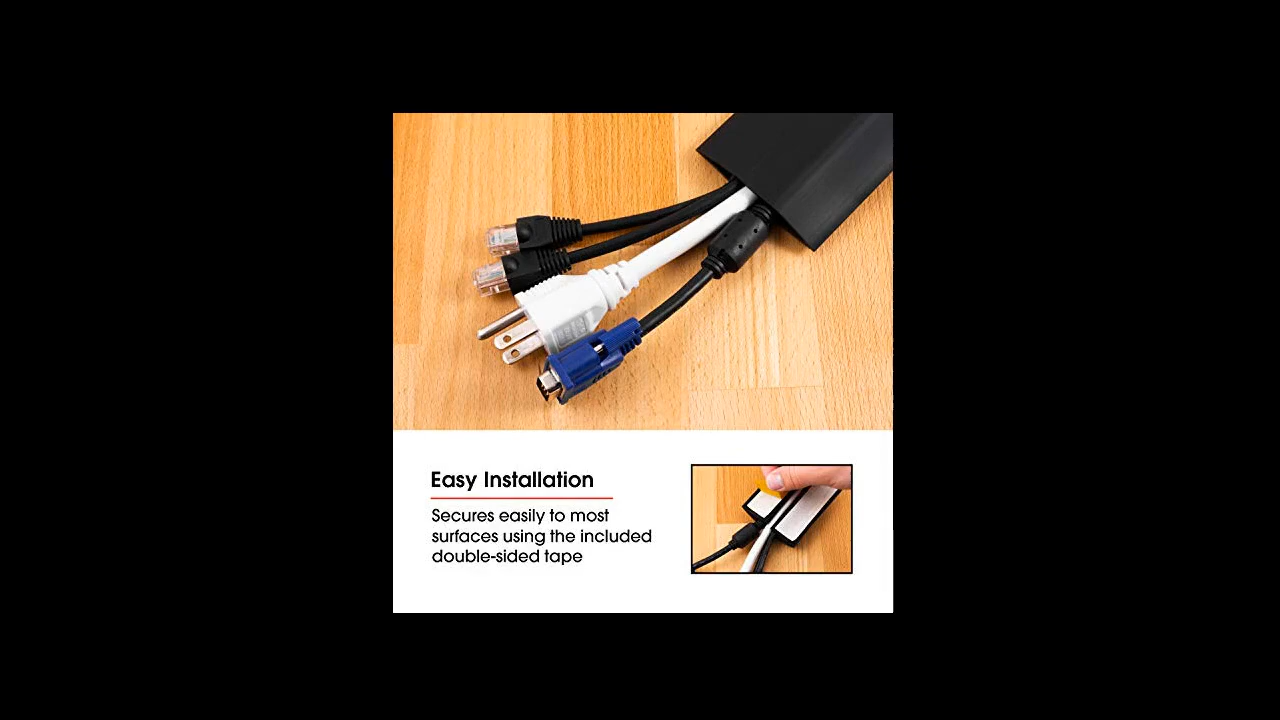 Easy Installation
Secures easily to most
surfaces using the included
double-sided tape